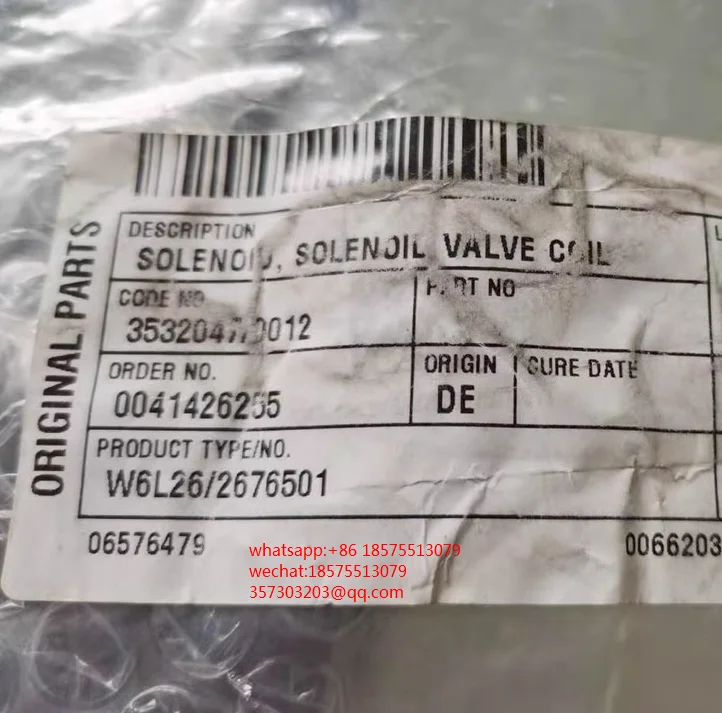 ORIGINAL PARTS
DESCRIPTION
SOLENOID, SOLENOIL VALVE COIL
CODE NO
PART NO
ORDER NO.
ORIGIN
CURE DATE
DE
PRODUCT TYPE/NO.
W6L26/2676501
06576479
0066203
whatsapp:+86 18575513079
wechat:18575513079
357303203@qq.com